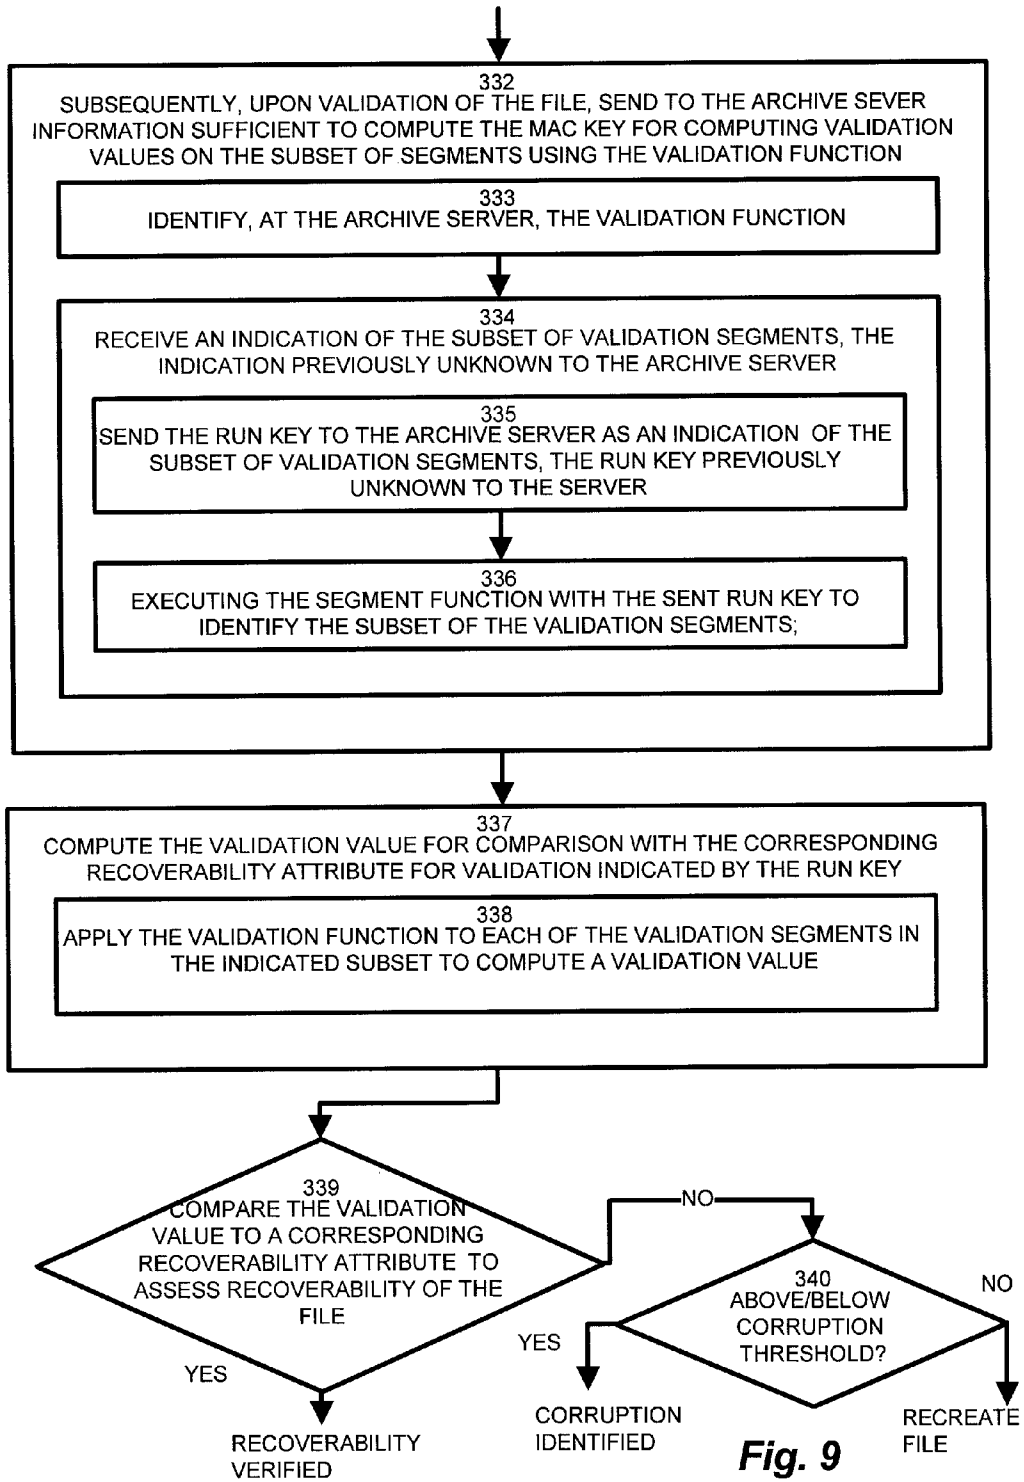 332
SUBSEQUENTLY, UPON VALIDATION OF THE FILE, SEND TO THE ARCHIVE SEVER
INFORMATION SUFFICIENT TO COMPUTE THE MAC KEY FOR COMPUTING VALIDATION
VALUES ON THE SUBSET OF SEGMENTS USING THE VALIDATION FUNCTION
333
IDENTIFY, AT THE ARCHIVE SERVER, THE VALIDATION FUNCTION
334
RECEIVE AN INDICATION OF THE SUBSET OF VALIDATION SEGMENTS, THE
INDICATION PREVIOUSLY UNKNOWN TO THE ARCHIVE SERVER
335
SEND THE RUN KEY TO THE ARCHIVE SERVER AS AN INDICATION OF THE
SUBSET OF VALIDATION SEGMENTS, THE RUN KEY PREVIOUSLY
UNKNOWN TO THE SERVER
336
EXECUTING THE SEGMENT FUNCTION WITH THE SENT RUN KEY TO
IDENTIFY THE SUBSET OF THE VALIDATION SEGMENTS;
337
COMPUTE THE VALIDATION VALUE FOR COMPARISON WITH THE CORRESPONDING
RECOVERABILITY ATTRIBUTE FOR VALIDATION INDICATED BY THE RUN KEY
338
APPLY THE VALIDATION FUNCTION TO EACH OF THE VALIDATION SEGMENTS IN
THE INDICATED SUBSET TO COMPUTE A VALIDATION VALUE
339
COMPARE THE VALIDATION
VALUE TO A CORRESPONDING
RECOVERABILITY ATTRIBUTE TO
ASSESS RECOVERABILITY OF THE
FILE
NO
340
ABOVE/BELOW
CORRUPTION
THRESHOLD?
NO
YES
YES
CORRUPTION
IDENTIFIED
RECREATE
FILE
RECOVERABILITY
VERIFIED
Fig. 9